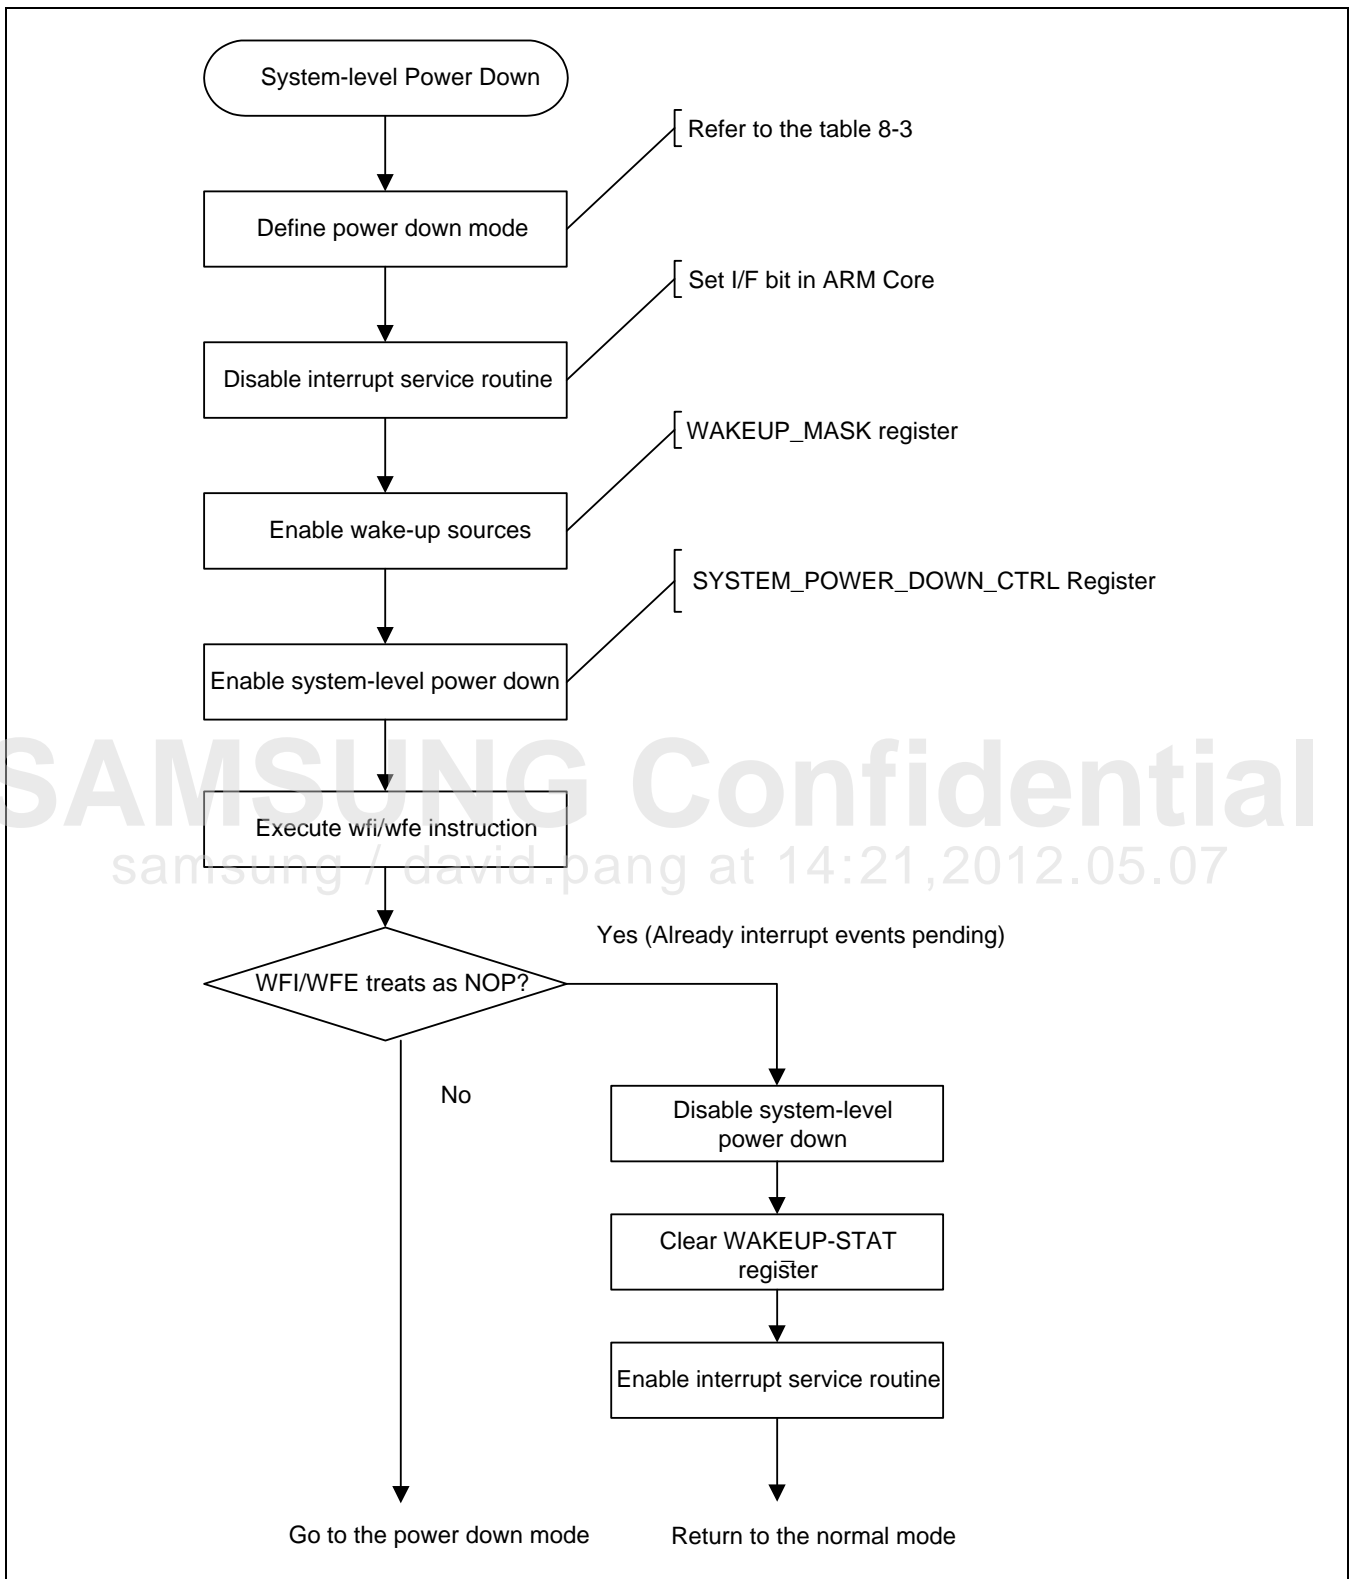 System-level Power Down
Refer to the table 8-3
Define power down mode
Set I/F bit in ARM Core
Disable interrupt service routine
WAKEUP_MASK register
Enable wake-up sources
SYSTEM_POWER_DOWN_CTRL Register
Enable system-level power down
SAMSUNG Confidential
Execute wfi/wfe instruction
samsung / david.pang at 14:21,2012.05.07
Yes (Already interrupt events pending)
WFI/WFE treats as NOP?
No
Disable system-level
power down
Clear WAKEUP-STAT
register
Enable interrupt service routine
Go to the power down mode
Return to the normal mode